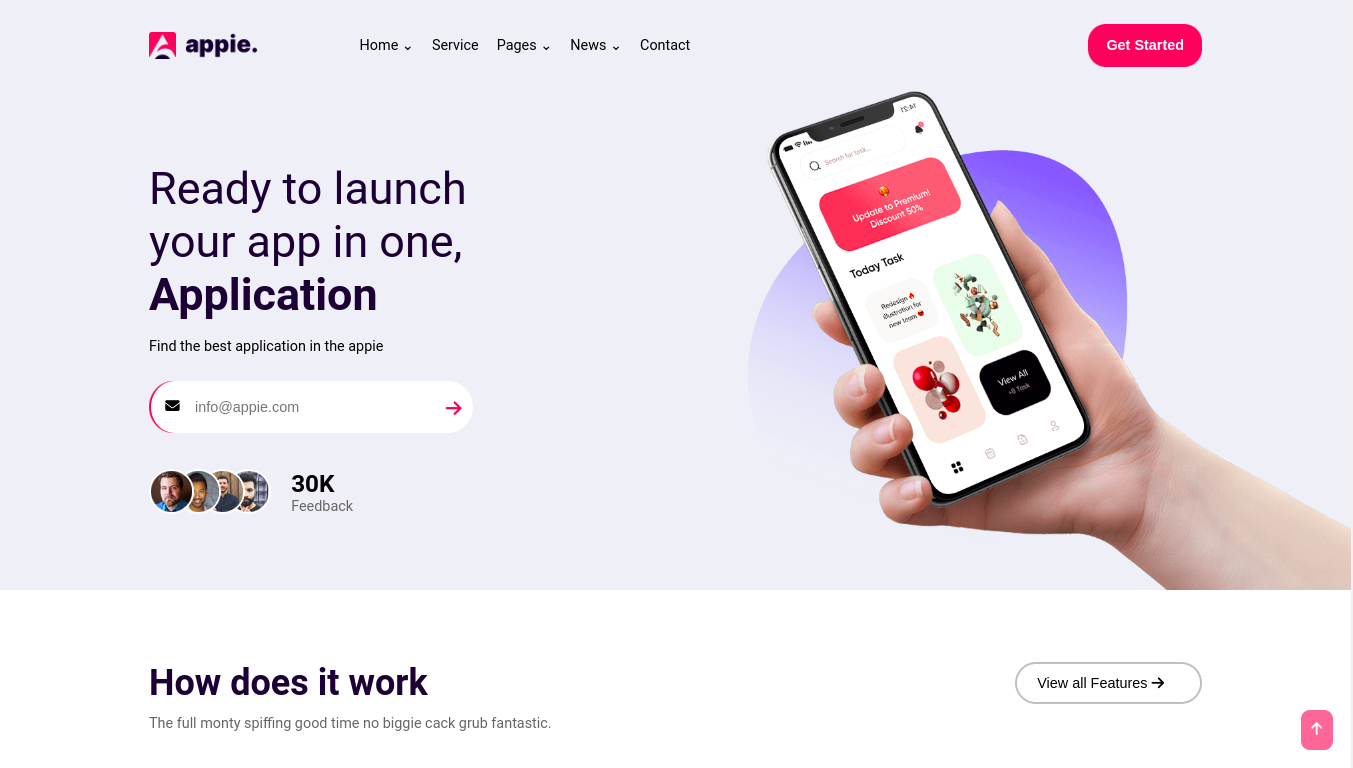 appie.
Home
Service
Pages
News
Contact
Get Started
14:21
Search for task...
Update to Premium!
Discount 50%
Today Task
Redesign
illustration for
new team
View All
+8 Task
Ready to launch
your app in one,
Application
Find the best application in the appie
info@appie.com
30K
Feedback
How does it work
The full monty spiffing good time no biggie cack grub fantastic.
View all Features